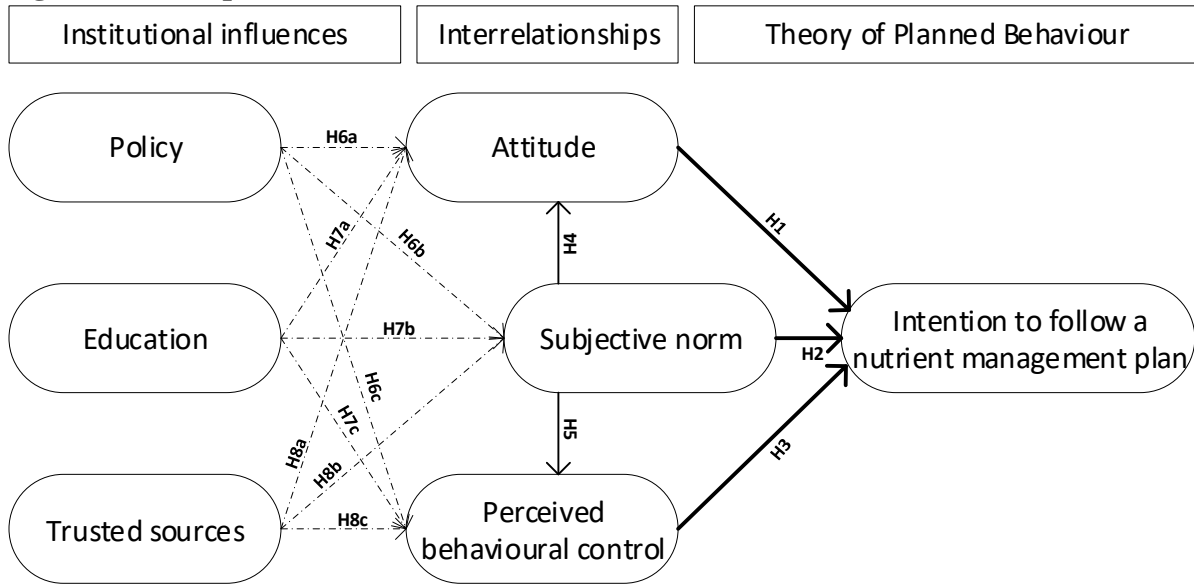 Institutional influences
Interrelationships
Theory of Planned Behaviour
Policy
H6a
Attitude
H7a
H6b
H4
H1
Education
H7b
Subjective norm
H2
Intention to follow a
nutrient management plan
H6c
H7c
H8a
H8b
H5
H3
Trusted sources
H8c
Perceived
behavioural control